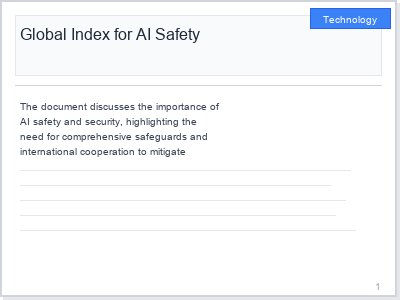 Technology
Global Index for AI Safety
The document discusses the importance of
AI safety and security, highlighting the
need for comprehensive safeguards and
international cooperation to mitigate
1